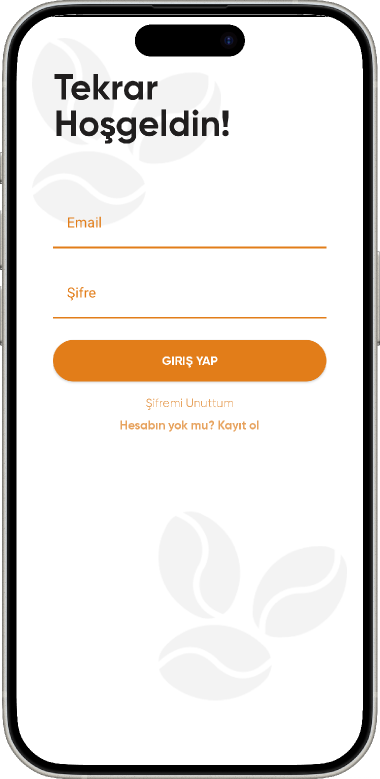 Tekrar
Hoşgeldin!
Email
Şifre
GIRIŞ YAP
Şifremi Unuttum
Hesabın yok mu? Kayıt ol